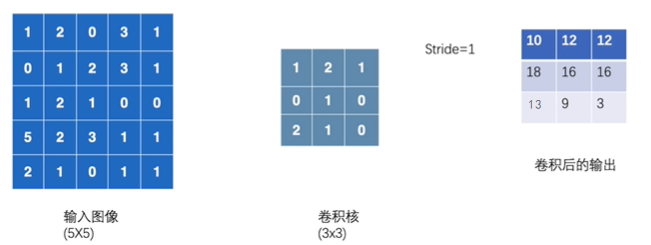 1 2 0 3 1
0 1 2 3 1
1 2 1 0 0
5 2 3 1 1
2 1 0 1 1
输入图像
(5X5)
1 2 1
0 1 0
2 1 0
卷积核
(3x3)
Stride=1
10 12 12
18 16 16
13 9 3
卷积后的输出